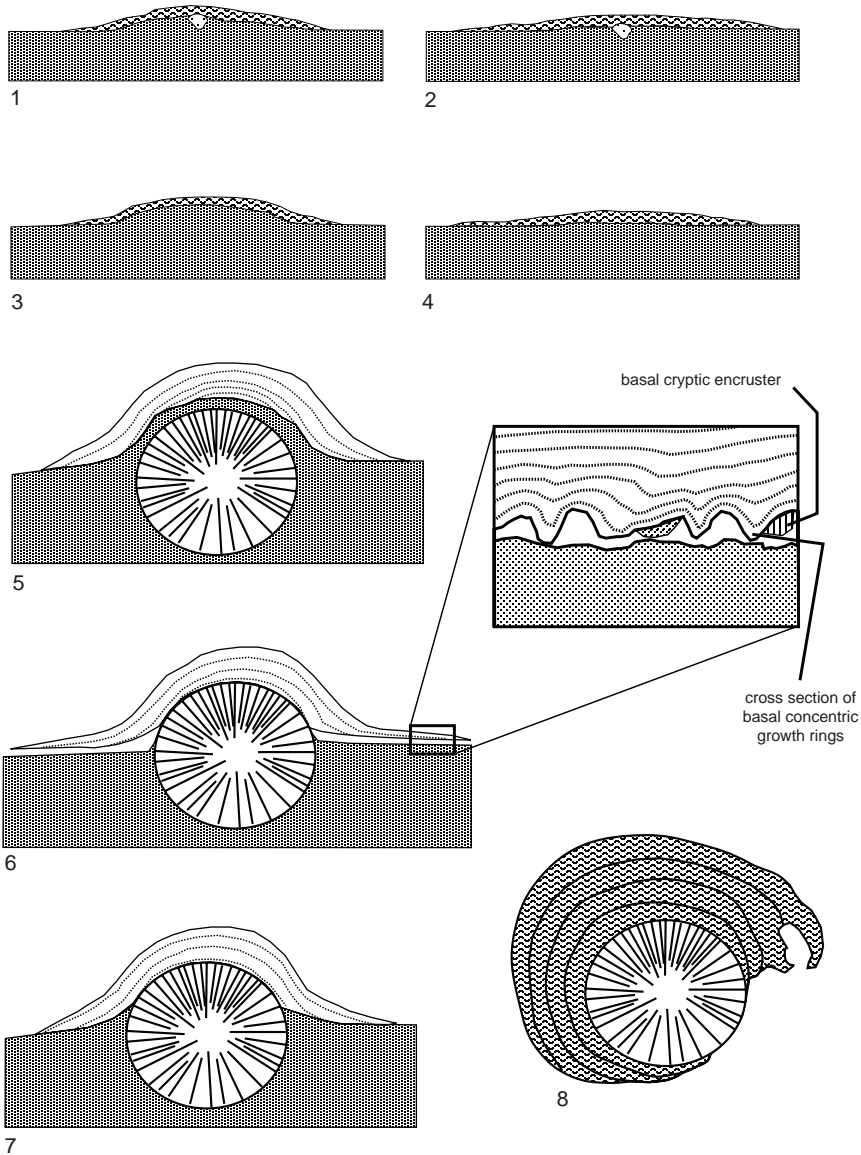 1
2
3
4
5
basal cryptic encruster
cross section of
basal concentric
growth rings
6
7
8